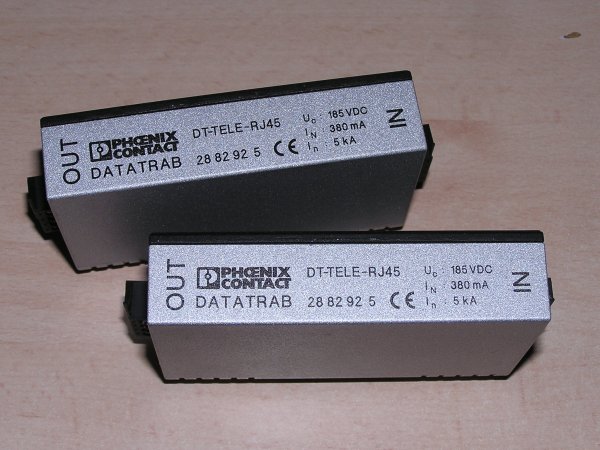 OUT
PHŒNIX
CONTACT
DATATRAB
DT-TELE-RJ45
28 82 92 5 CE
Uc : 185 VDC
IN : 380 mA
In : 5 kA
IN
OUT
PHŒNIX
CONTACT
DATATRAB
DT-TELE-RJ45
28 82 92 5 CE
Uc : 185 VDC
IN : 380 mA
In : 5 kA
IN